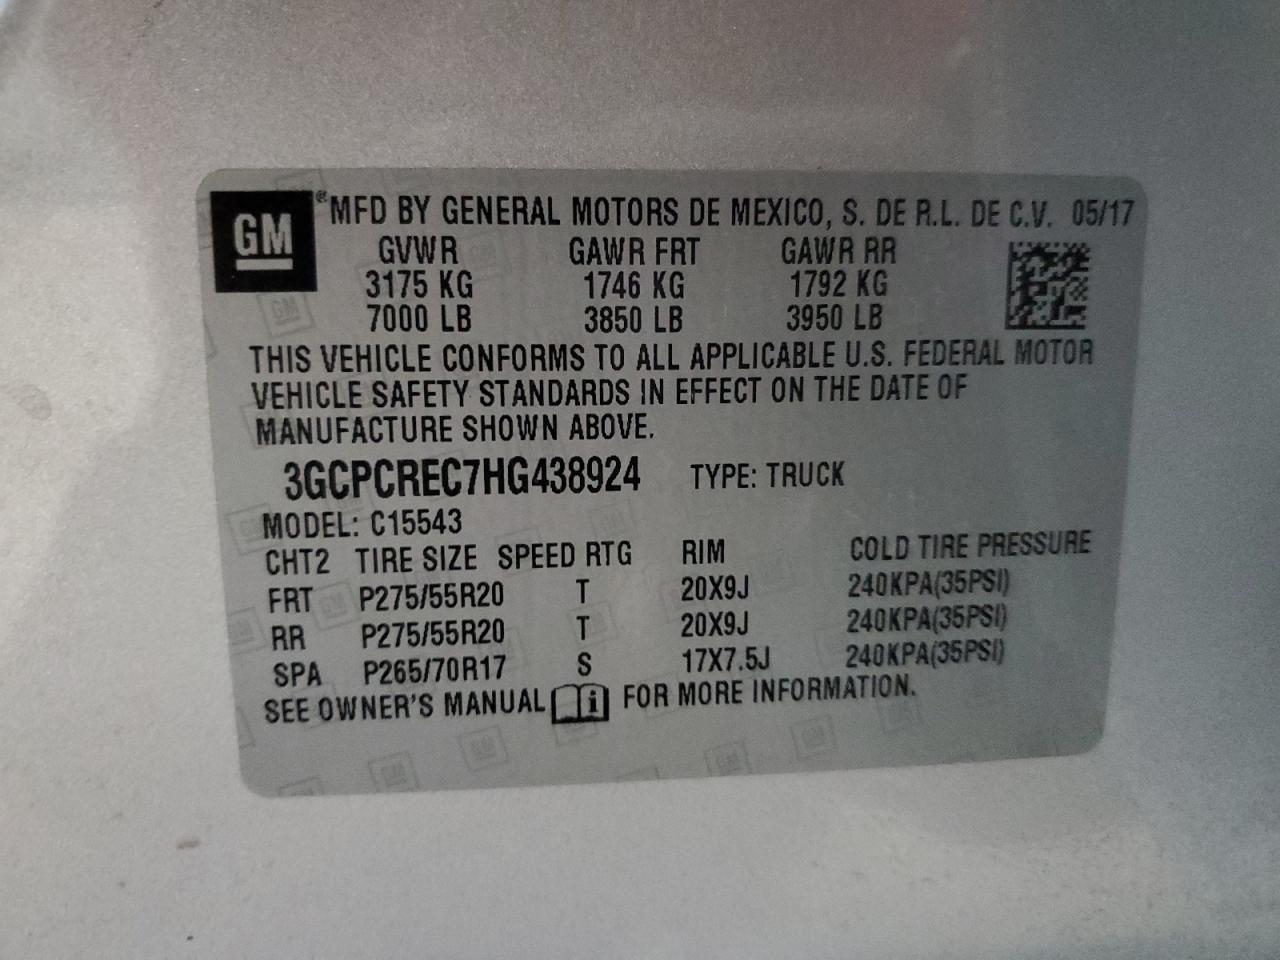 GM ® MFD BY GENERAL MOTORS DE MEXICO, S. DE R.L. DE C.V. 05/17
GVWR GAWR FRT GAWR RR
3175 KG 1746 KG 1792 KG
7000 LB 3850 LB 3950 LB
THIS VEHICLE CONFORMS TO ALL APPLICABLE U.S. FEDERAL MOTOR
VEHICLE SAFETY STANDARDS IN EFFECT ON THE DATE OF
MANUFACTURE SHOWN ABOVE.
3GCPCREC7HG438924 TYPE: TRUCK
MODEL: C15543
CHT2 TIRE SIZE SPEED RTG RIM COLD TIRE PRESSURE
FRT P275/55R20 T 20X9J 240KPA(35PSI)
RR P275/55R20 T 20X9J 240KPA(35PSI)
SPA P265/70R17 S 17X7.5J 240KPA(35PSI)
SEE OWNER'S MANUAL i FOR MORE INFORMATION.